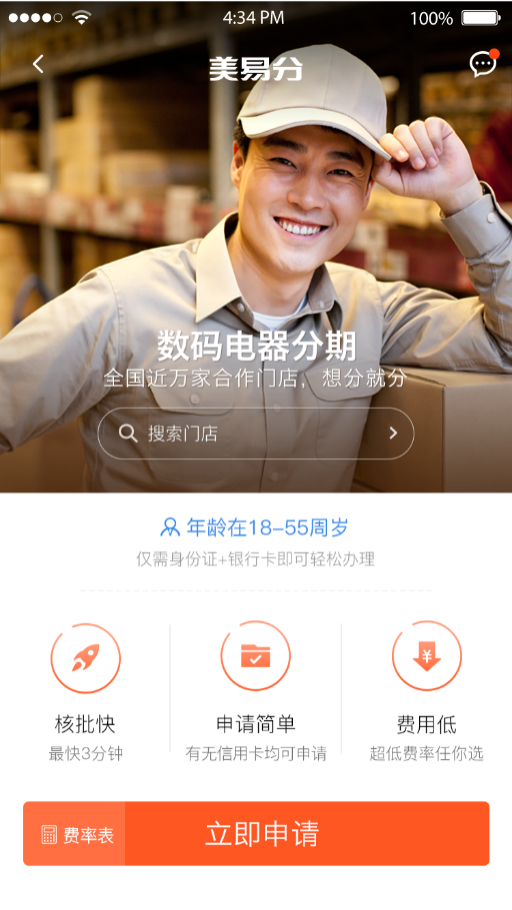 4:34 PM
100%
美易分
数码电器分期
全国近万家合作门店，想分就分
搜索门店
年龄在18-55周岁
仅需身份证+银行卡即可轻松办理
核批快
申请简单
费用低
最快3分钟
有无信用卡均可申请
超低费率任你选
¥
费率表
立即申请